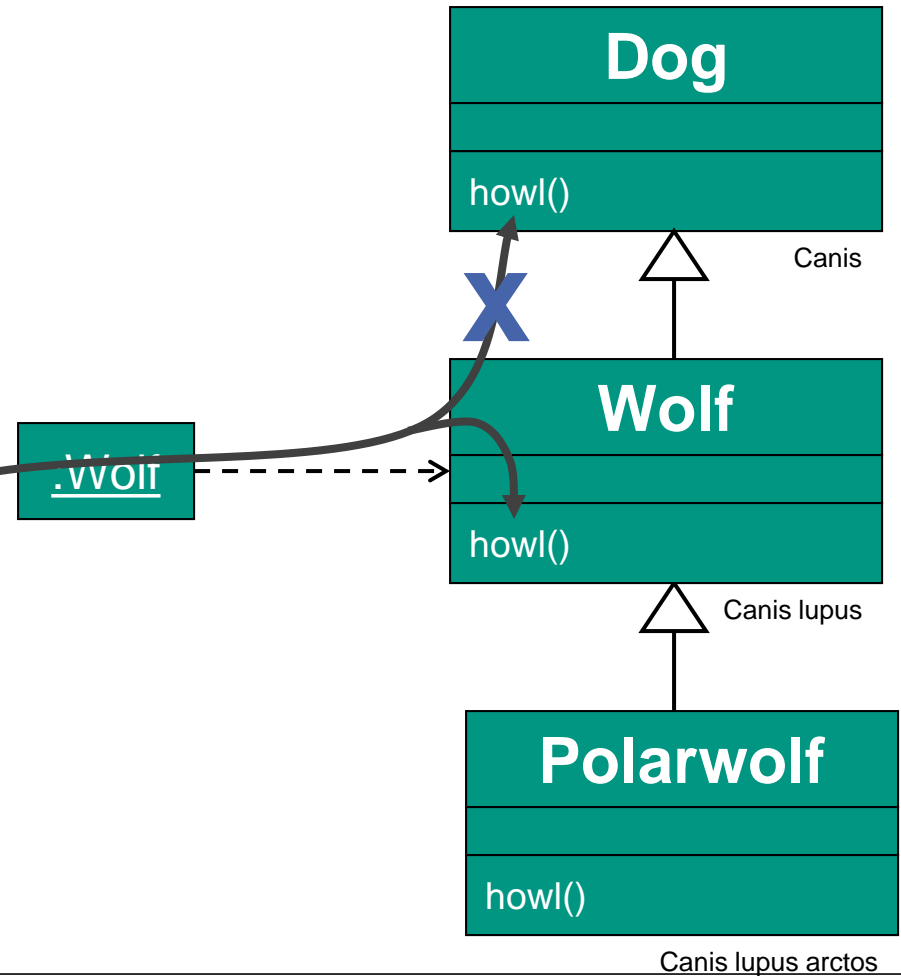 Dog
howl()
Canis
Wolf
.Wolf
howl()
Canis lupus
Polarwolf
howl()
Canis lupus arctos